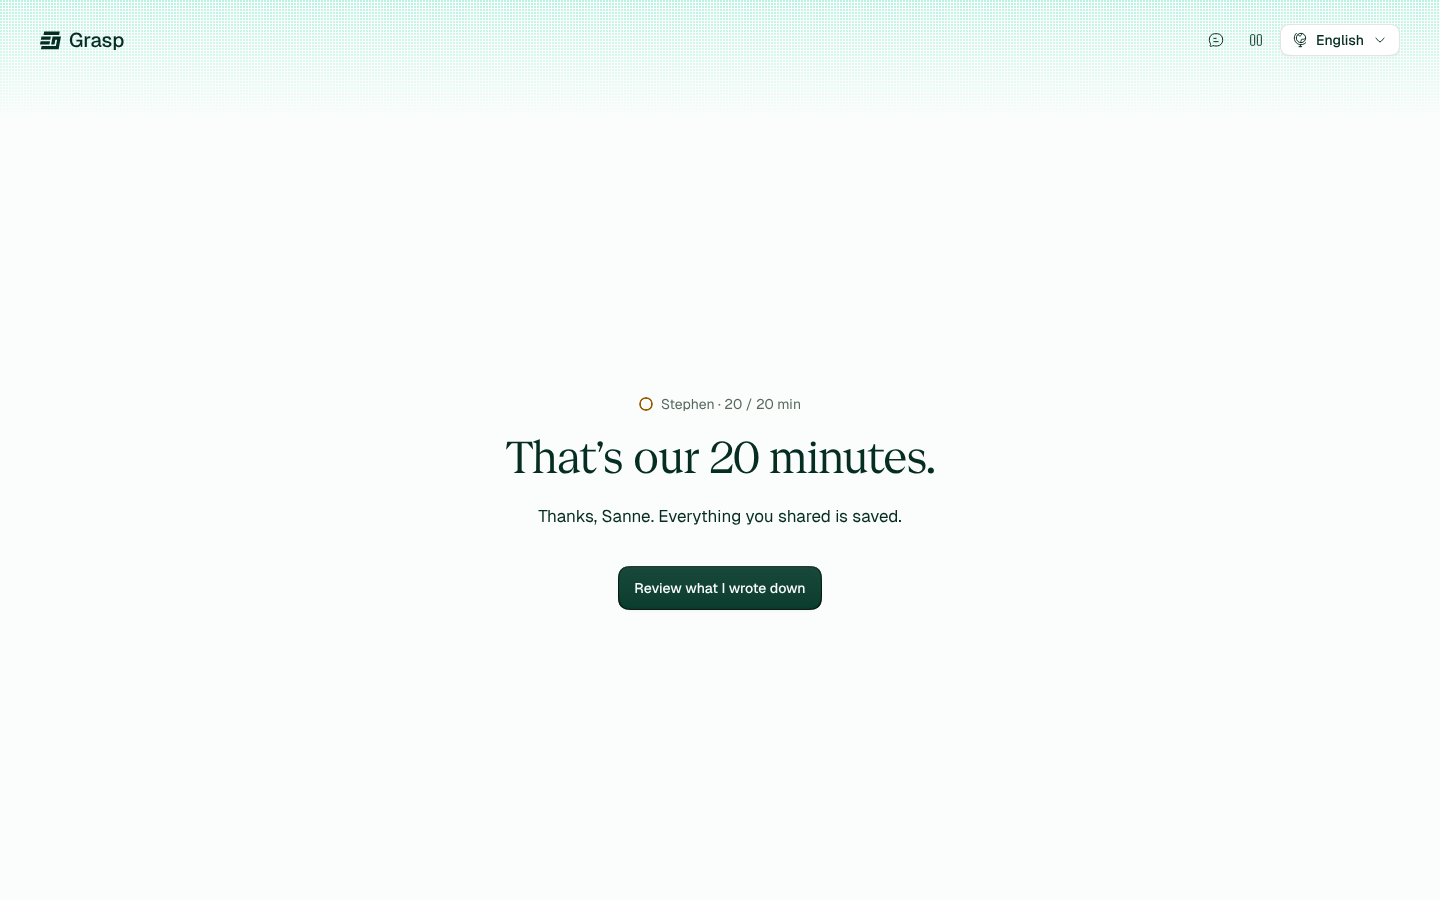 Grasp
English
Stephen · 20 / 20 min
That’s our 20 minutes.
Thanks, Sanne. Everything you shared is saved.
Review what I wrote down